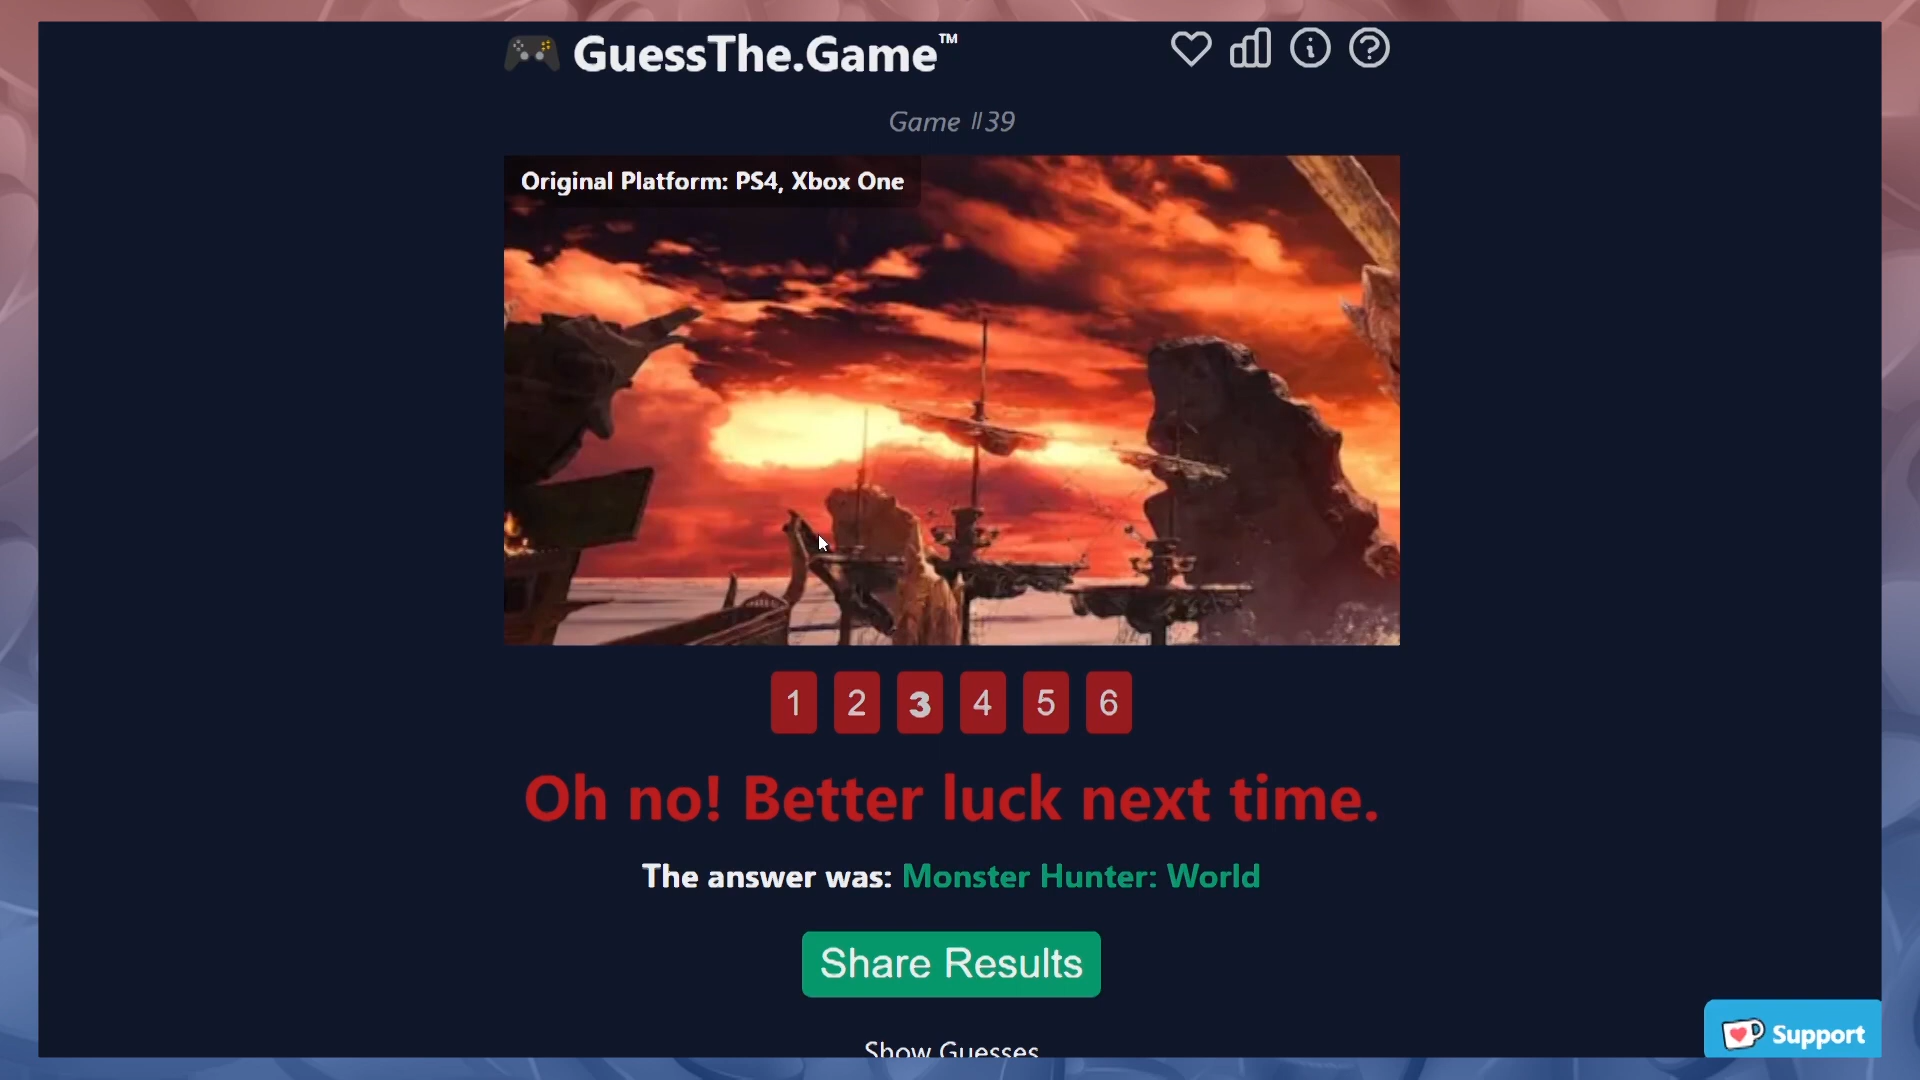 GuessThe.Game™
Game #39
Original Platform: PS4, Xbox One
1 2 3 4 5 6
Oh no! Better luck next time.
The answer was: Monster Hunter: World
Share Results
Show Guesses
Support